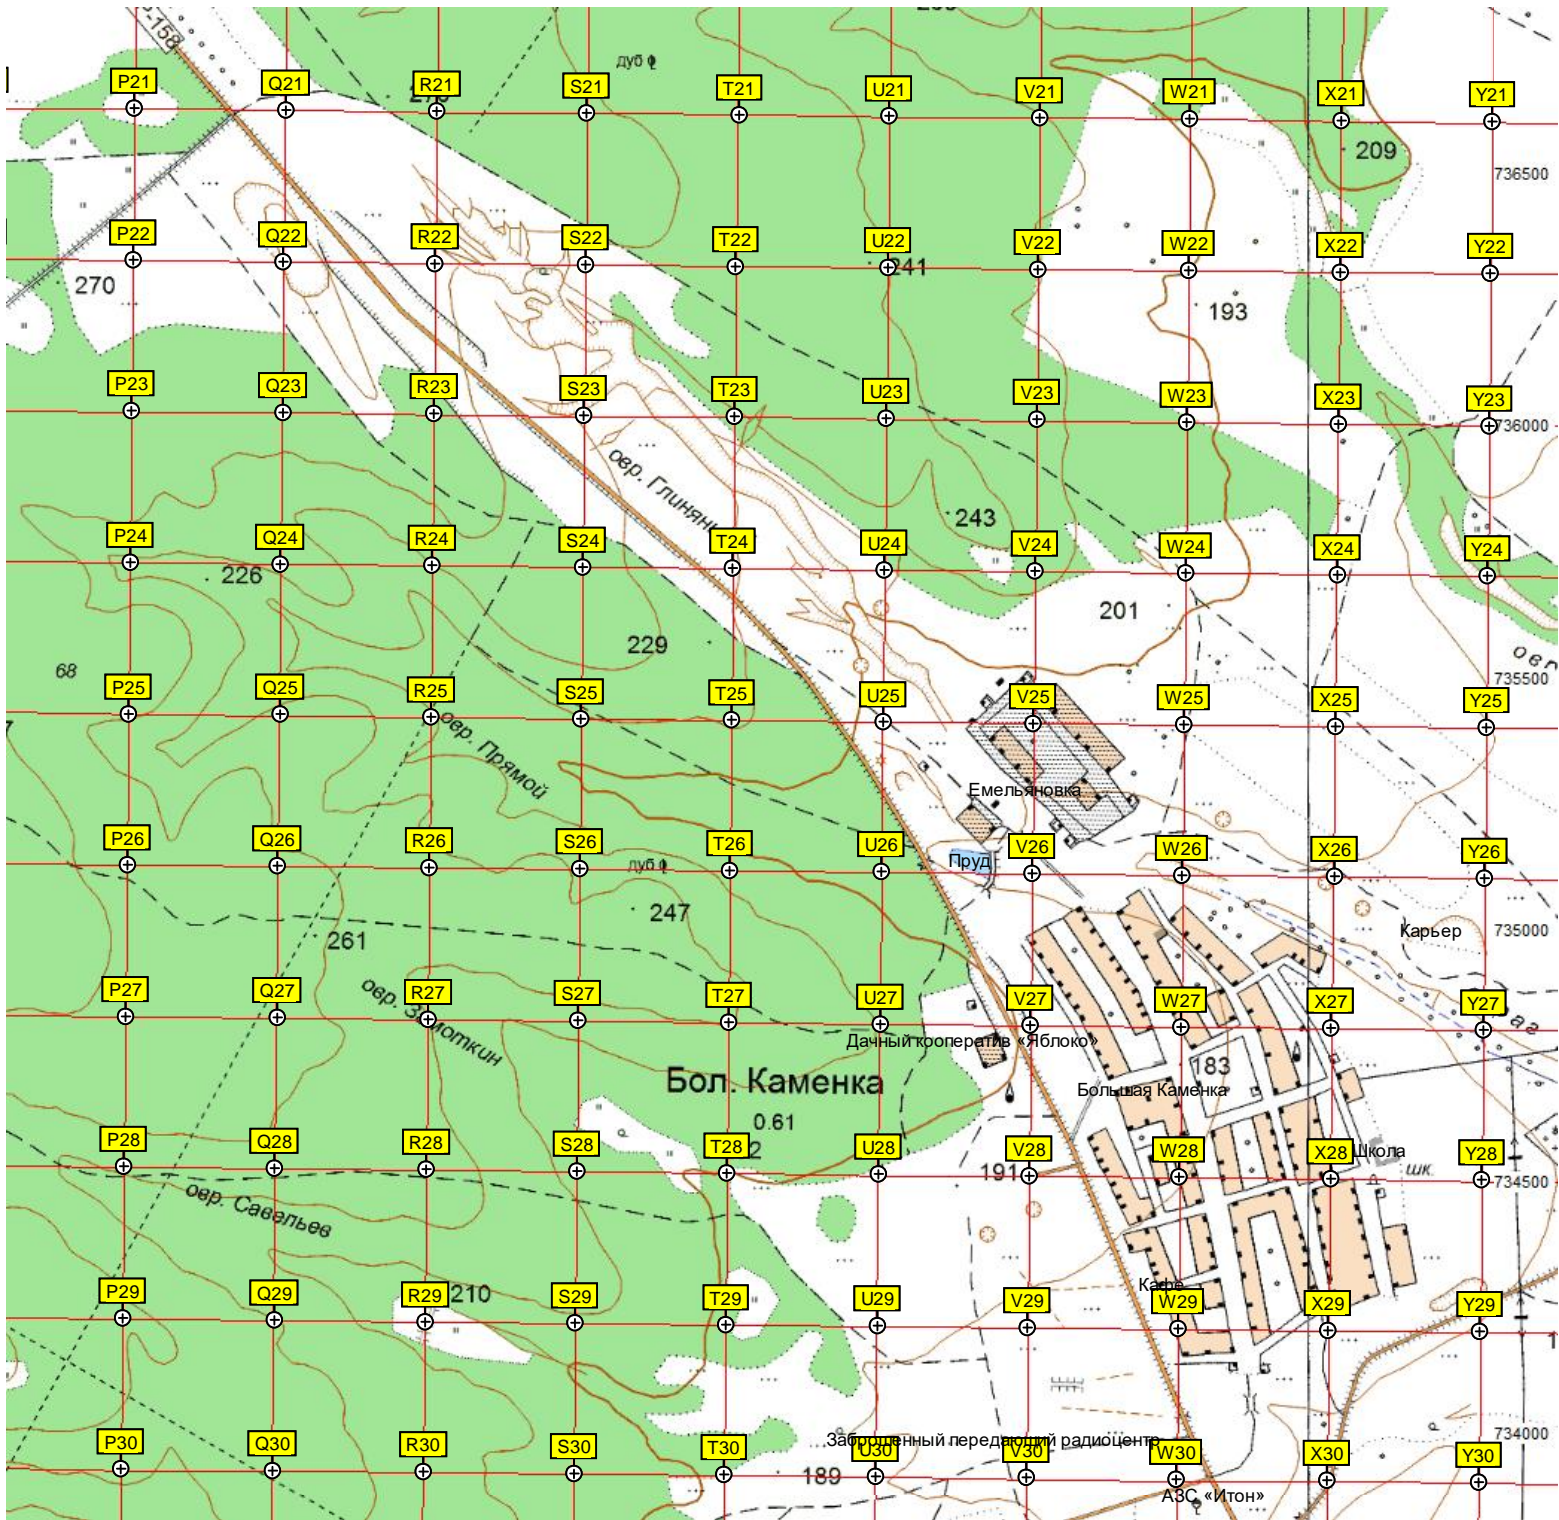 Р-158
дуб
P21
Q21
R21
S21
T21
U21
V21
W21
X21
Y21
209
736500
P22
Q22
R22
S22
T22
U22
V22
W22
X22
Y22
241
270
193
P23
Q23
R23
S23
T23
U23
V23
W23
X23
Y23
736000
овр.
243
P24
Q24
R24
S24
T24
U24
V24
W24
X24
Y24
226
201
229
68
735500
P25
Q25
R25
S25
T25
U25
V25
W25
X25
Y25
овр. Прямой
Емельяновка
P26
Q26
R26
S26
T26
U26
V26
W26
X26
Y26
дуб
Пруд
247
261
Карьер
735000
P27
Q27
R27
S27
T27
U27
V27
W27
X27
Y27
овр.
Дачный кооператив «Яблоко»
183
Бол. Каменка
Большая Каменка
0.61
P28
Q28
R28
S28
T28
U28
V28
W28
X28
Y28
Школа
шк.
191
734500
овр. Савельев
Кафе
P29
Q29
R29
S29
T29
U29
V29
W29
X29
Y29
210
734000
Заброшенный передающий радиоцентр
P30
Q30
R30
S30
T30
U30
V30
W30
X30
Y30
189
АЗС «Итон»